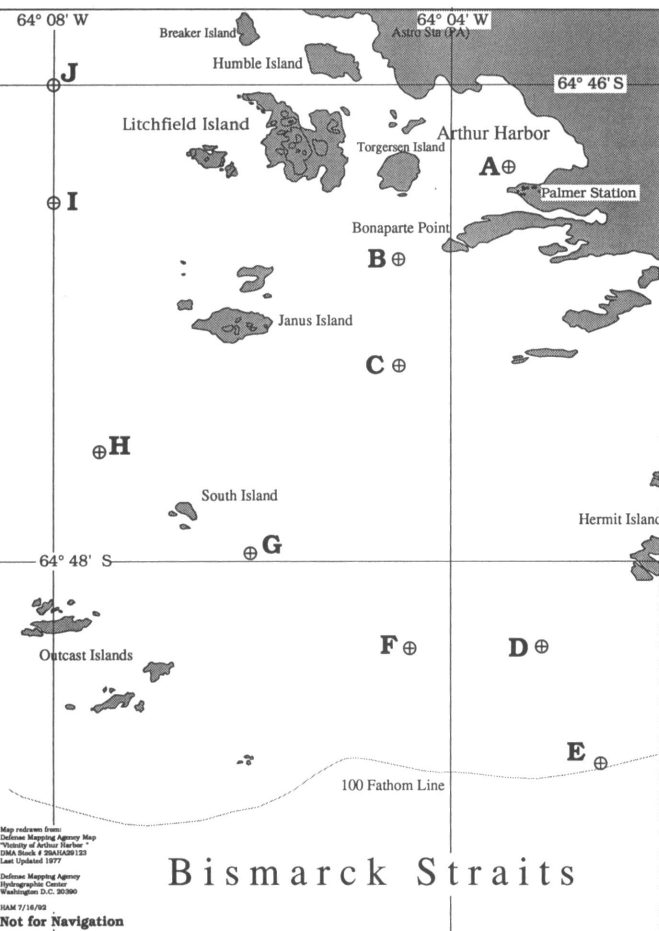 64° 08' W
64° 04' W
Breaker Island
Astro Sta (PA)
Humble Island
J
64° 46' S
Litchfield Island
Arthur Harbor
Torgersen Island
A
Palmer Station
I
Bonaparte Point
B
Janus Island
C
H
South Island
Hermit Island
G
64° 48' S
F
D
Outcast Islands
E
100 Fathom Line
Map redrawn from:
Defense Mapping Agency Map
"Vicinity of Arthur Harbor "
DMA Stock # 29AHA29123
Last Updated 1977
Defense Mapping Agency
Hydrographic Center
Washington D.C. 20390
HAM 7/16/92
Not for Navigation
Bismarck Straits